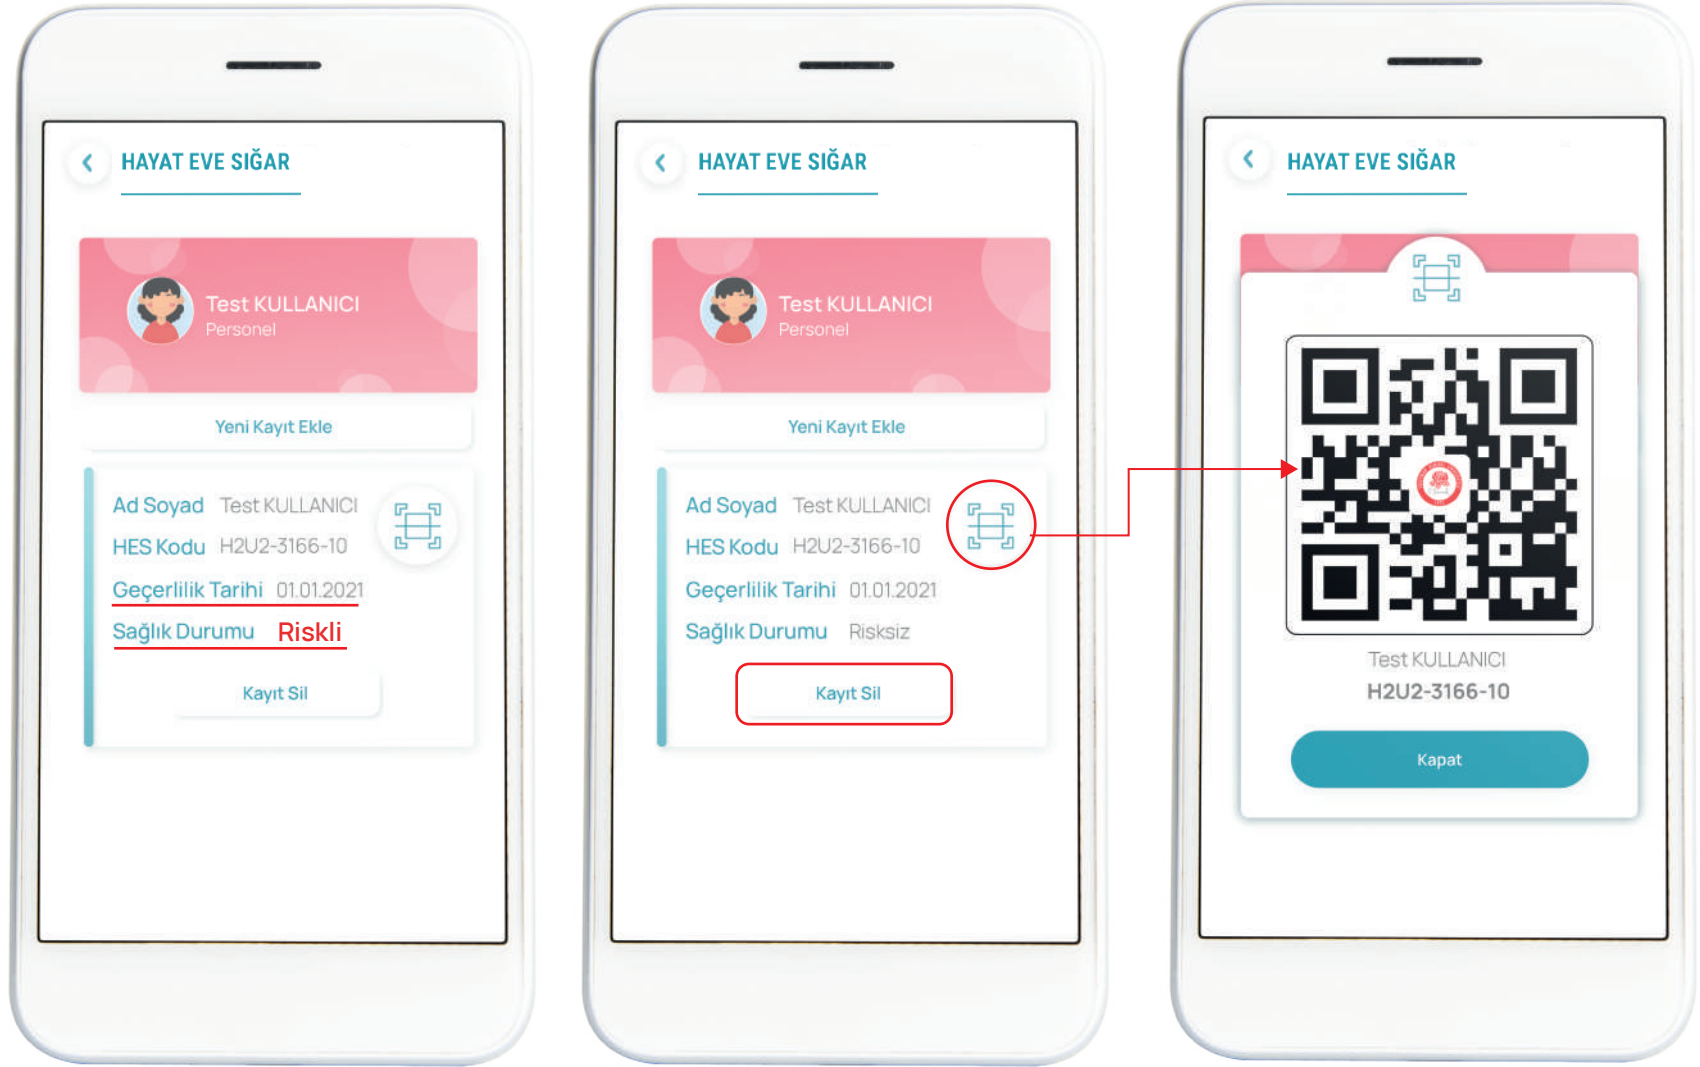 HAYAT EVE SIĞAR
Test KULLANICI
Personel
Yeni Kayıt Ekle
Ad Soyad Test KULLANICI
HES Kodu H2U2-3166-10
Geçerlilik Tarihi 01.01.2021
Sağlık Durumu Riskli
Kayıt Sil
HAYAT EVE SIĞAR
Test KULLANICI
Personel
Yeni Kayıt Ekle
Ad Soyad Test KULLANICI
HES Kodu H2U2-3166-10
Geçerlilik Tarihi 01.01.2021
Sağlık Durumu Risksiz
Kayıt Sil
HAYAT EVE SIĞAR
Test KULLANICI
H2U2-3166-10
Kapat